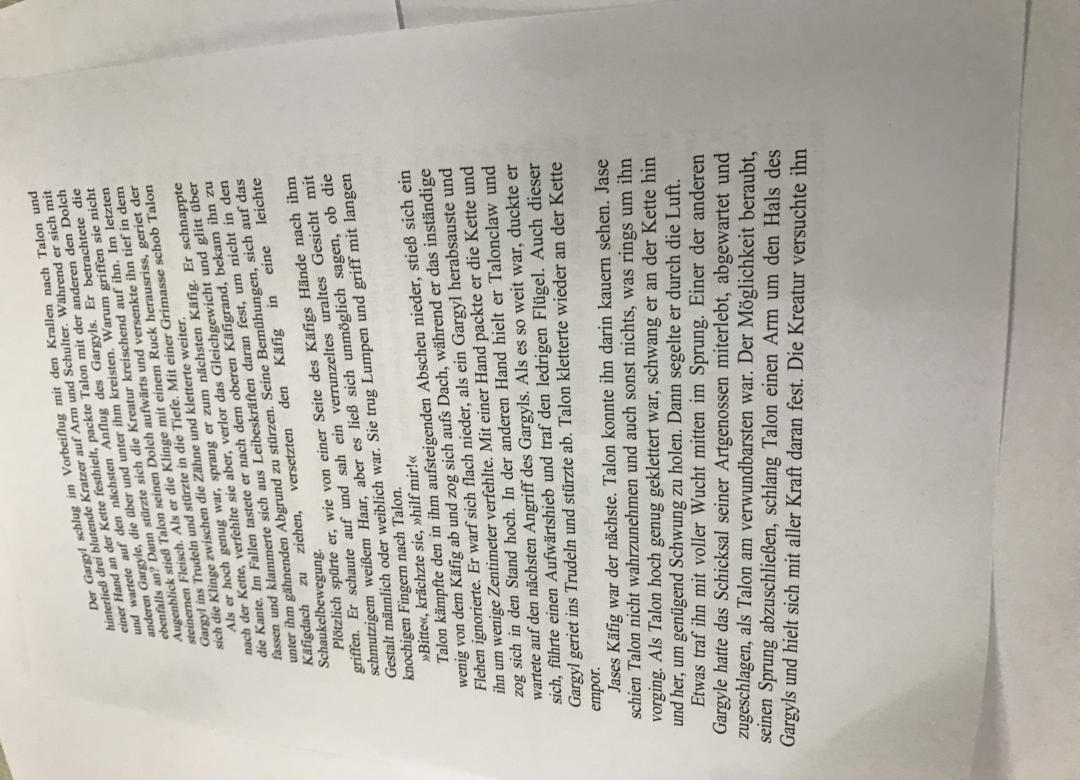 Der Gargyl schlug im Vorbeiflug mit den Krallen nach Talon und
hinterließ drei blutende Kratzer auf Arm und Schulter. Während er sich mit
einer Hand an der Kette festhielt, packte Talon mit der anderen den Dolch
und wartete auf den nächsten Anflug des Gargyls. Er betrachtete die
anderen Gargyle, die über und unter ihm kreisten. Warum griffen sie nicht
ebenfalls an? Dann stürzte sich die Kreatur kreischend auf ihn. Im letzten
Augenblick stieß Talon seinen Dolch aufwärts und versenkte ihn tief in dem
steinernen Fleisch. Als er die Klinge mit einem Ruck herausriss, geriet der
Gargyl ins Trudeln und stürzte in die Tiefe. Mit einer Grimasse schob Talon
sich die Klinge zwischen die Zähne und kletterte weiter.
Als er hoch genug war, sprang er zum nächsten Käfig. Er schnappte
nach der Kette, verfehlte sie aber, verlor das Gleichgewicht und glitt über
die Kante. Im Fallen tastete er nach dem oberen Käfigrand, bekam ihn zu
fassen und klammerte sich aus Leibeskräften daran fest, um nicht in den
unter ihm gähnenden Abgrund zu stürzen. Seine Bemühungen, sich auf das
Käfigdach zu ziehen, versetzten den Käfig in eine leichte
Schaukelbewegung.
Plötzlich spürte er, wie von einer Seite des Käfigs Hände nach ihm
griffen. Er schaute auf und sah ein verrunzeltes uraltes Gesicht mit
schmutzigem weißem Haar, aber es ließ sich unmöglich sagen, ob die
Gestalt männlich oder weiblich war. Sie trug Lumpen und griff mit langen
knochigen Fingern nach Talon.
»Bitte«, krächzte sie, »hilf mir!«
Talon kämpfte den in ihm aufsteigenden Abscheu nieder, stieß sich ein
wenig von dem Käfig ab und zog sich aufs Dach, während er das inständige
Flehen ignorierte. Er warf sich flach nieder, als ein Gargyl herabsauste und
ihn um wenige Zentimeter verfehlte. Mit einer Hand packte er die Kette und
zog sich in den Stand hoch. In der anderen Hand hielt er Talonclaw und
wartete auf den nächsten Angriff des Gargyls. Als es so weit war, duckte er
sich, führte einen Aufwärtshieb und traf den ledrigen Flügel. Auch dieser
Gargyl geriet ins Trudeln und stürzte ab. Talon kletterte wieder an der Kette
empor.
Jases Käfig war der nächste. Talon konnte ihn darin kauern sehen. Jase
schien Talon nicht wahrzunehmen und auch sonst nichts, was rings um ihn
vorging. Als Talon hoch genug geklettert war, schwang er an der Kette hin
und her, um genügend Schwung zu holen. Dann segelte er durch die Luft.
Etwas traf ihn mit voller Wucht mitten im Sprung. Einer der anderen
Gargyle hatte das Schicksal seiner Artgenossen miterlebt, abgewartet und
zugeschlagen, als Talon am verwundbarsten war. Der Möglichkeit beraubt,
seinen Sprung abzuschließen, schlang Talon einen Arm um den Hals des
Gargyls und hielt sich mit aller Kraft daran fest. Die Kreatur versuchte ihn